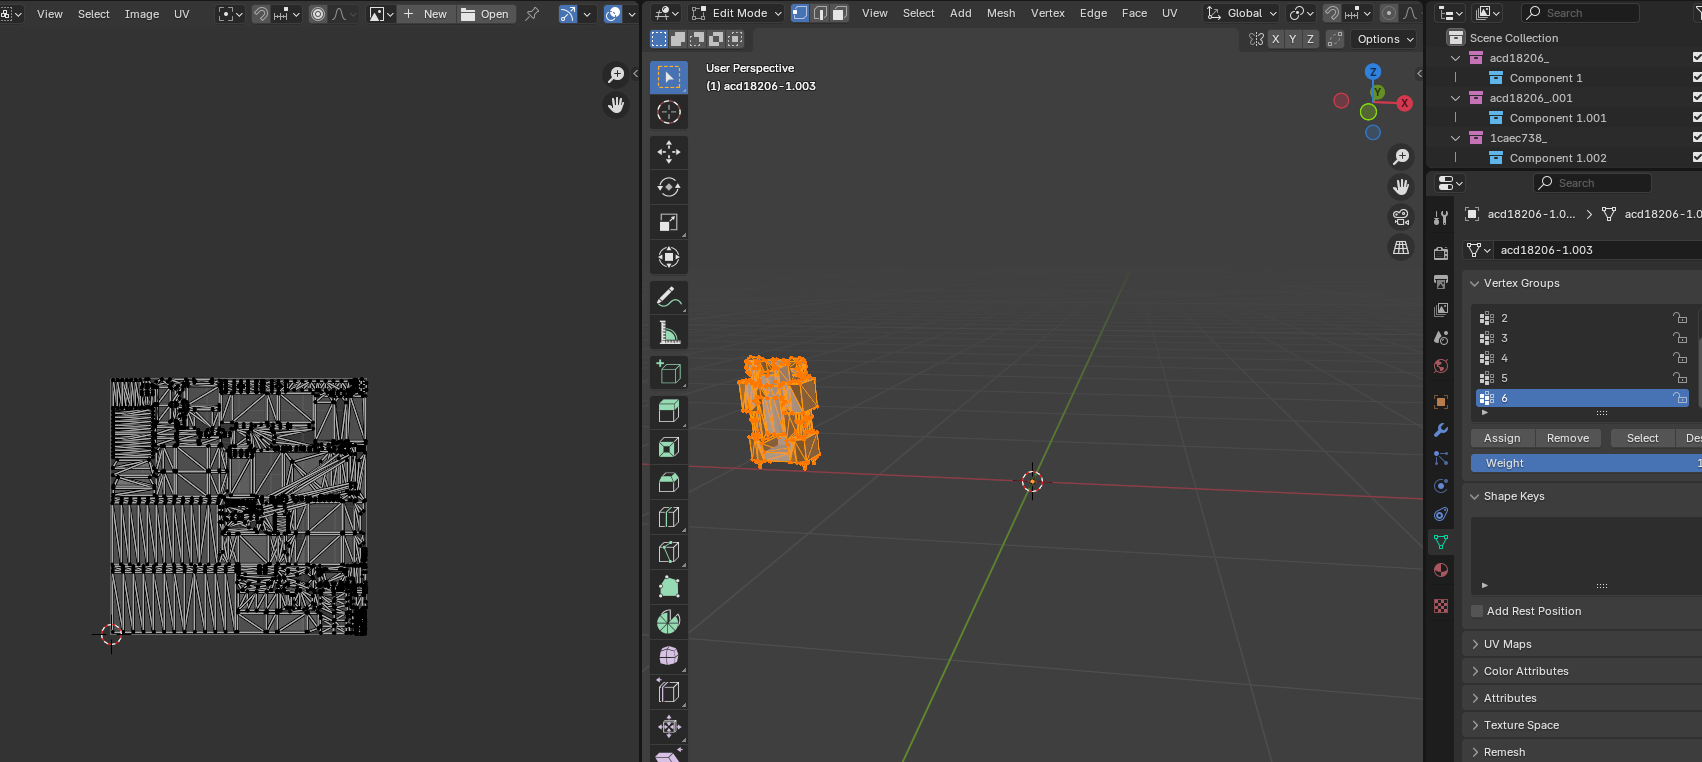 View Select Image UV New Open
Edit Mode View Select Add Mesh Vertex Edge Face UV Global
X Y Z Options
User Perspective
(1) acd18206-1.003
Z
Y
X
Search
Scene Collection
acd18206_
Component 1
acd18206_.001
Component 1.001
1caec738_
Component 1.002
Search
acd18206-1.0... acd18206-1.0
acd18206-1.003
Vertex Groups
2
3
4
5
6
Assign Remove Select De
Weight 1
Shape Keys
Add Rest Position
UV Maps
Color Attributes
Attributes
Texture Space
Remesh